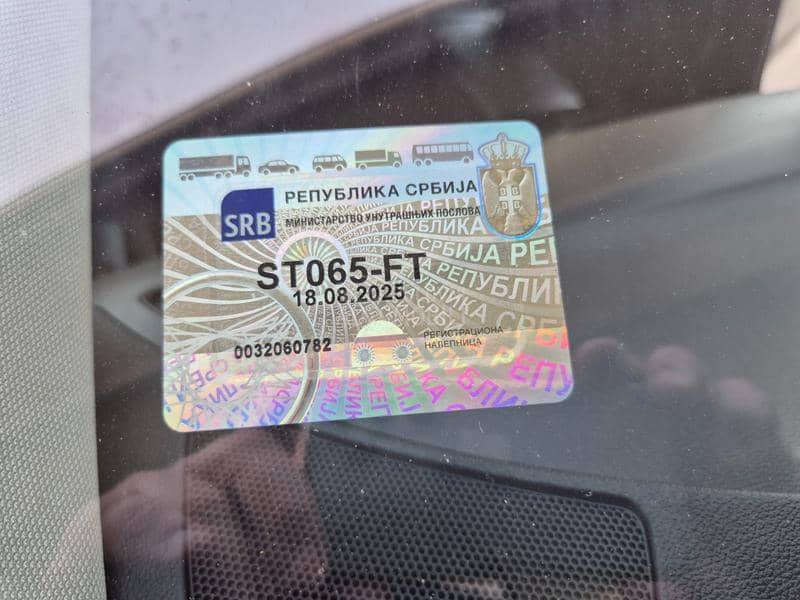 РЕПУБЛИКА СРБИЈА
SRB
МИНИСТАРСТВО УНУТРАШЊИХ ПОСЛОВА
ST065-FT
18.08.2025
0032060782
РЕГИСТРАЦИОНА
НАЛЕПНИЦА